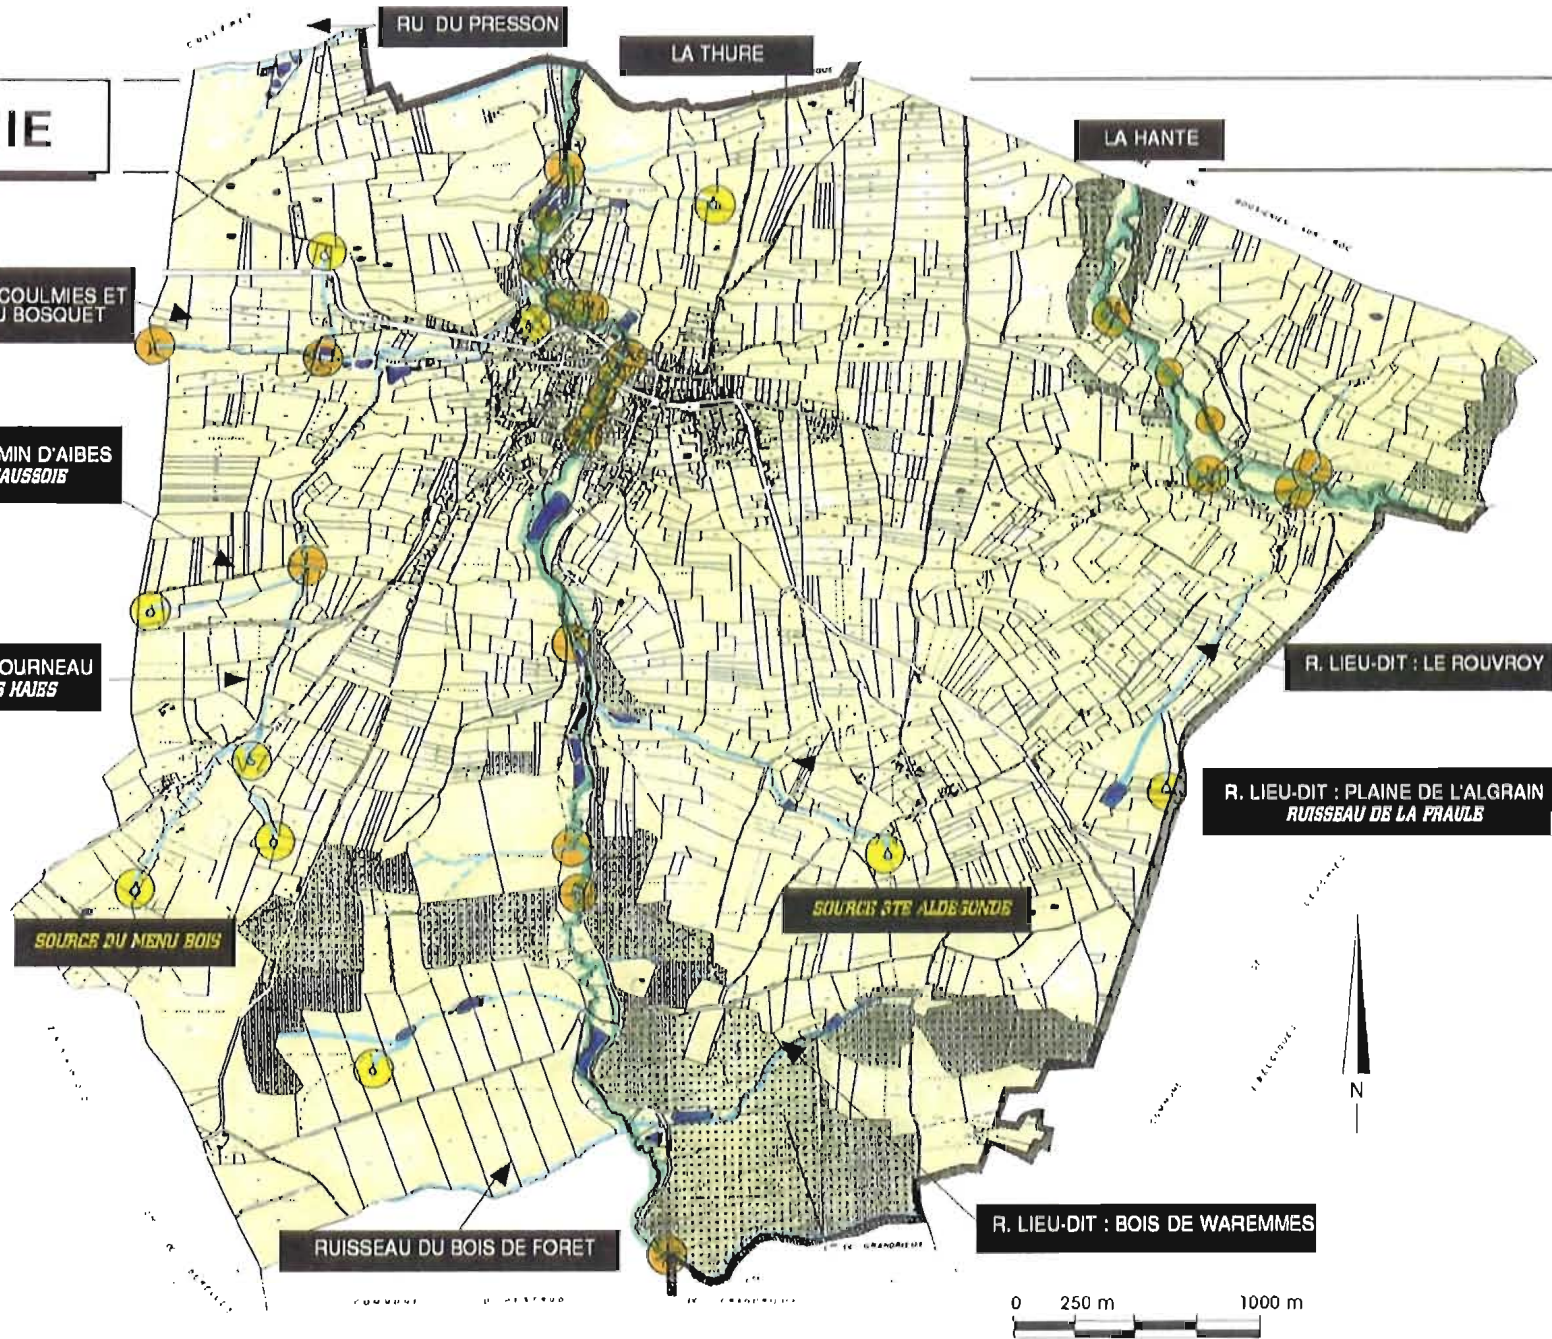 RU DU PRESSON
LA THURE
IE
LA HANTE
COULMIES ET
U BOSQUET
MIN D'AIBES
AUSSOIE
OURNEAU
S HAIES
R. LIEU-DIT : LE ROUVROY
R. LIEU-DIT : PLAINE DE L'ALGRAIN
RUISSEAU DE LA PRAULE
SOURCE STE ALDEGONDE
SOURCE DU MENU BOIS
N
R. LIEU-DIT : BOIS DE WAREMMES
RUISSEAU DU BOIS DE FORET
0 250 m 1000 m